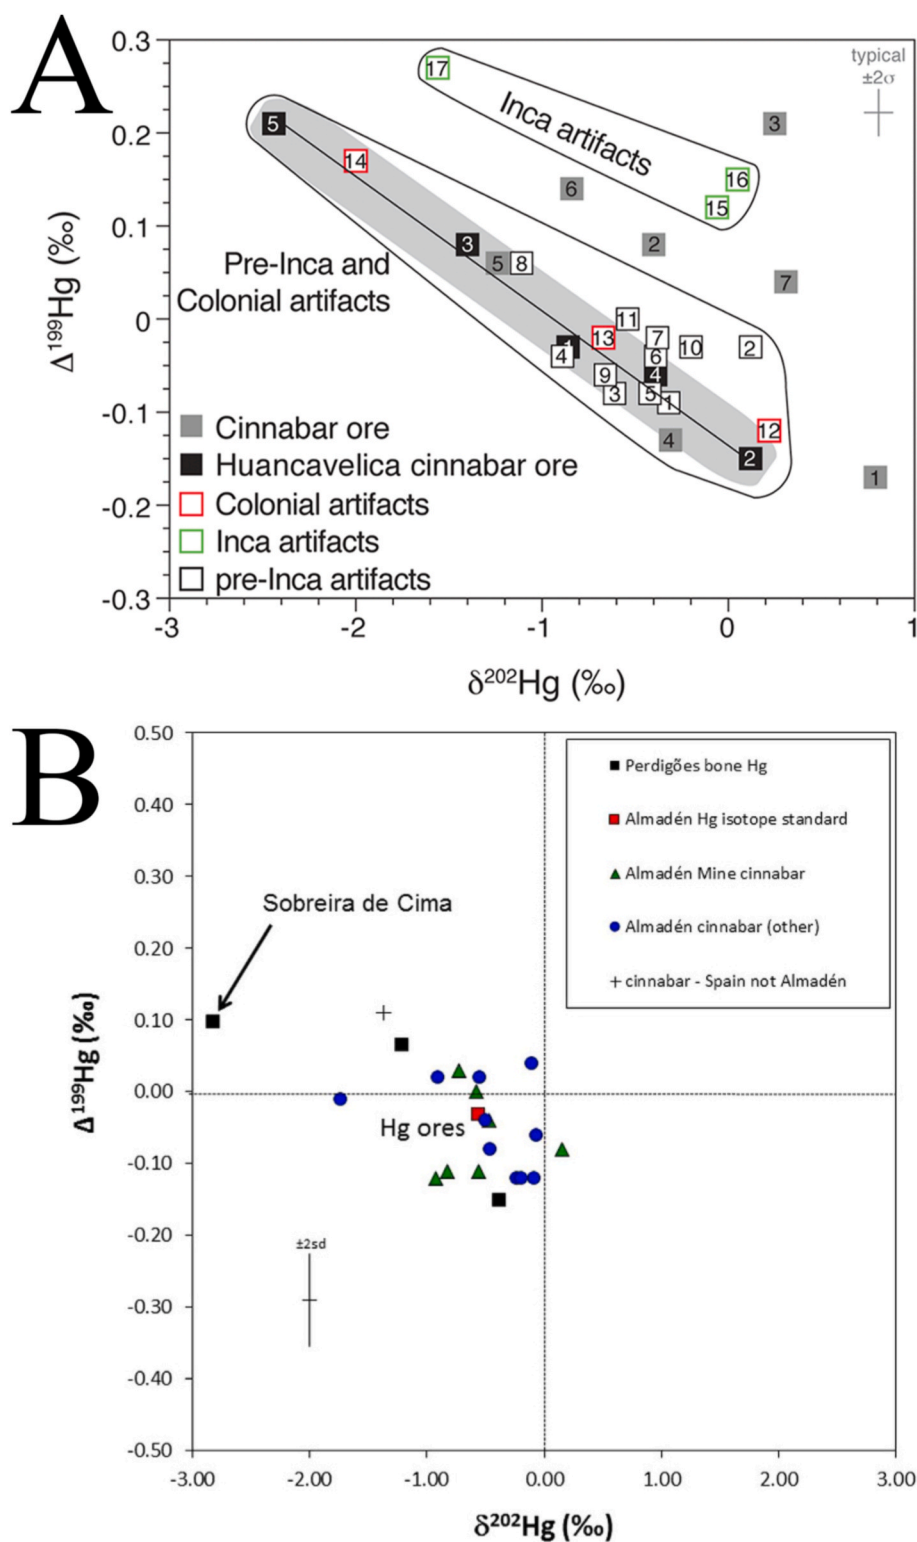 A
0.3
0.2
0.1
0
-0.1
-0.2
-0.3
Δ¹⁹⁹Hg (‰)
typical
±2σ
17
Inca artifacts
3
5
14
16
6
15
3
5
8
2
7
Pre-Inca and
Colonial artifacts
11
13
7
10
2
1
4
6
9
4
3
5
1
4
12
2
1
Cinnabar ore
Huancavelica cinnabar ore
Colonial artifacts
Inca artifacts
pre-Inca artifacts
-3
-2
-1
0
1
δ²⁰²Hg (‰)
B
0.50
0.40
0.30
0.20
0.10
0.00
-0.10
-0.20
-0.30
-0.40
-0.50
Δ¹⁹⁹Hg (‰)
Perdigões bone Hg
Almadén Hg isotope standard
Almadén Mine cinnabar
Almadén cinnabar (other)
cinnabar - Spain not Almadén
Sobreira de Cima
Hg ores
±2sd
-3.00
-2.00
-1.00
0.00
1.00
2.00
3.00
δ²⁰²Hg (‰)